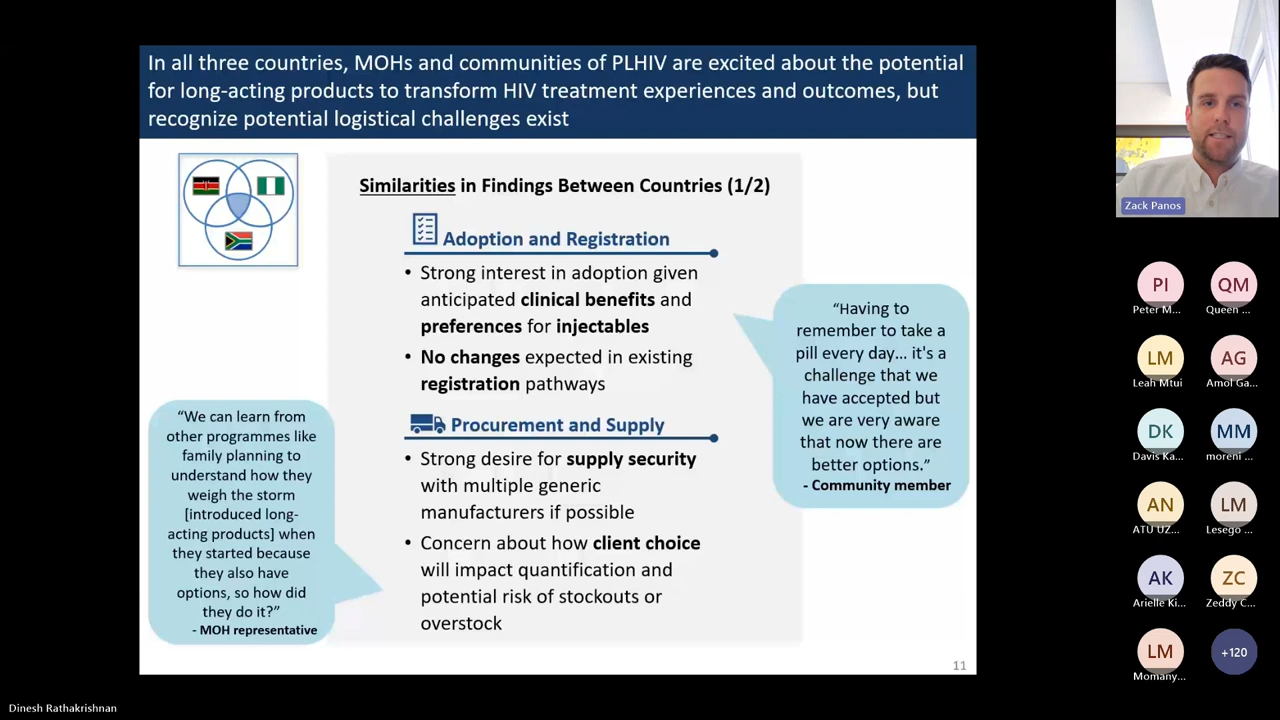 In all three countries, MOHs and communities of PLHIV are excited about the potential
for long-acting products to transform HIV treatment experiences and outcomes, but
recognize potential logistical challenges exist
Similarities in Findings Between Countries (1/2)
Adoption and Registration
• Strong interest in adoption given
anticipated clinical benefits and
preferences for injectables
• No changes expected in existing
registration pathways
Procurement and Supply
• Strong desire for supply security
with multiple generic
manufacturers if possible
• Concern about how client choice
will impact quantification and
potential risk of stockouts or
overstock
“We can learn from
other programmes like
family planning to
understand how they
weigh the storm
[introduced long-
acting products] when
they started because
they also have
options, so how did
they do it?”
- MOH representative
“Having to
remember to take a
pill every day... it's a
challenge that we
have accepted but
we are very aware
that now there are
better options.”
- Community member
11
Zack Panos
PI
Peter M...
QM
Queen ...
LM
Leah Mtui
AG
Amol Ga...
DK
Davis Ka...
MM
moreni ...
AN
ATU UZ...
LM
Lesego ...
AK
Arielle Ki...
ZC
Zeddy C...
LM
Momany...
+120
Dinesh Rathakrishnan